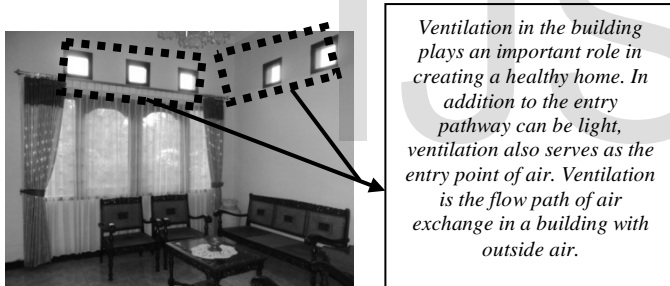 Ventilation in the building
plays an important role in
creating a healthy home. In
addition to the entry
pathway can be light,
ventilation also serves as the
entry point of air. Ventilation
is the flow path of air
exchange in a building with
outside air.